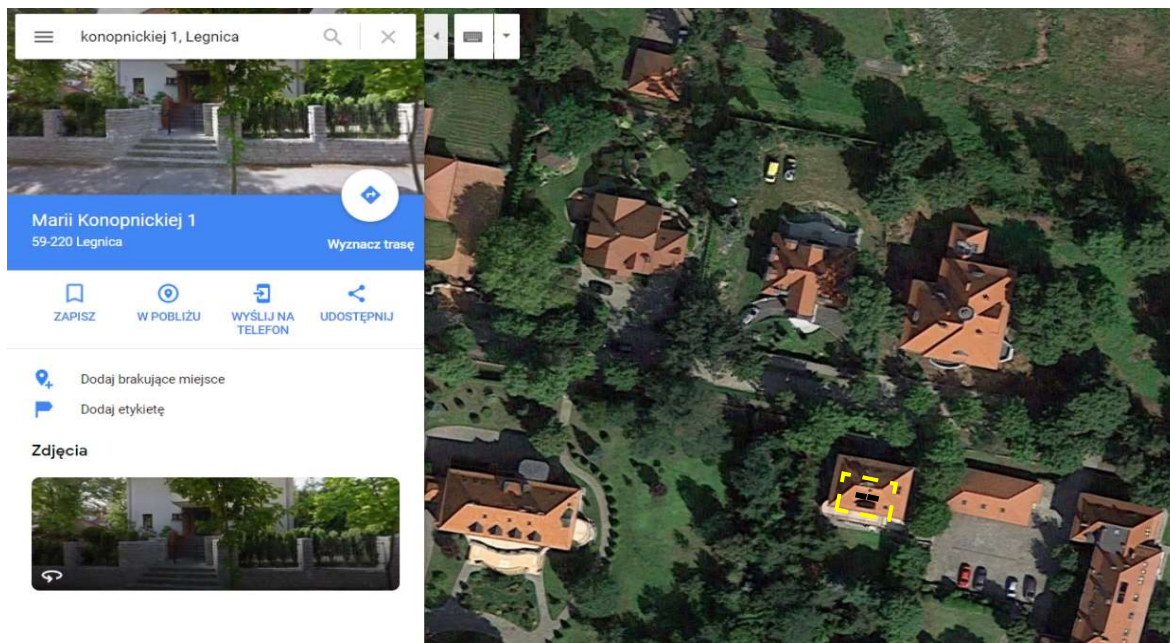 konopnickiej 1, Legnica
Marii Konopnickiej 1
59-220 Legnica
Wyznacz trasę
ZAPISZ
W POBLIŻU
WYŚLIJ NA
TELEFON
UDOSTĘPNIJ
Dodaj brakujące miejsce
Dodaj etykietę
Zdjęcia